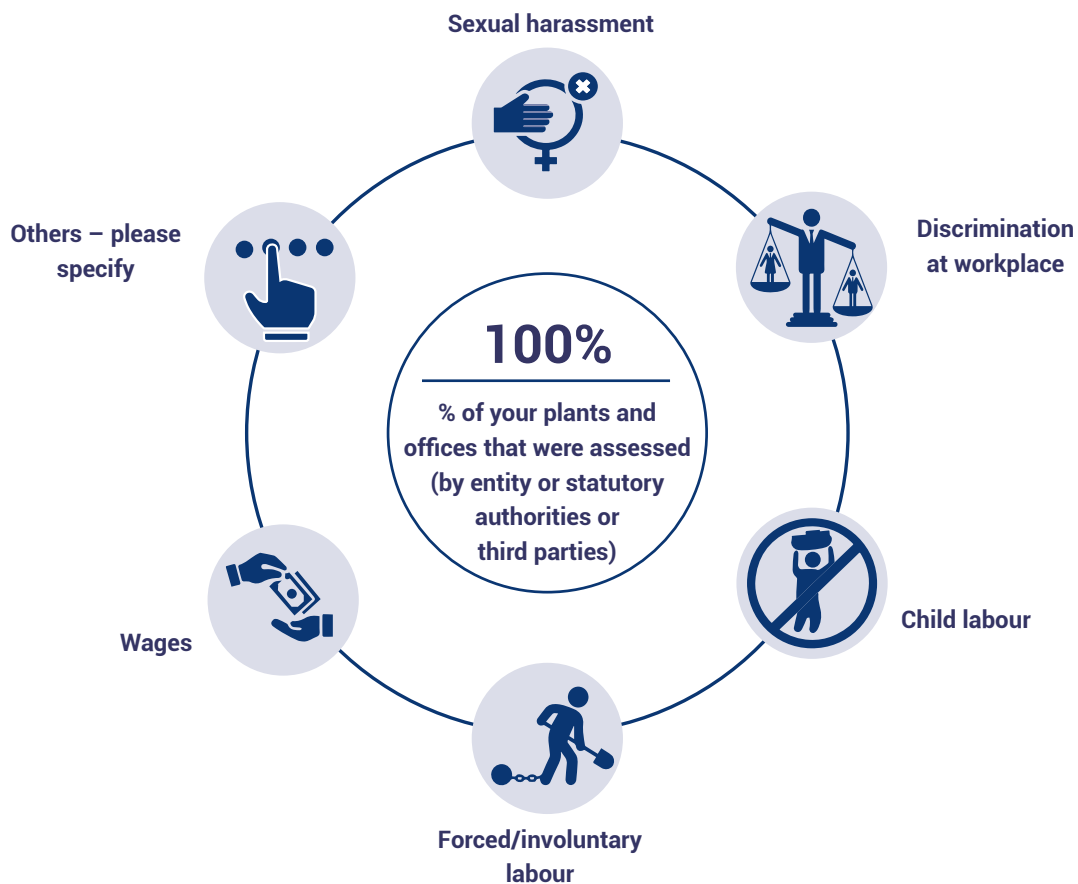 Sexual harassment
Discrimination
at workplace
Child labour
Forced/involuntary
labour
Wages
Others – please
specify
100%
% of your plants and
offices that were assessed
(by entity or statutory
authorities or
third parties)